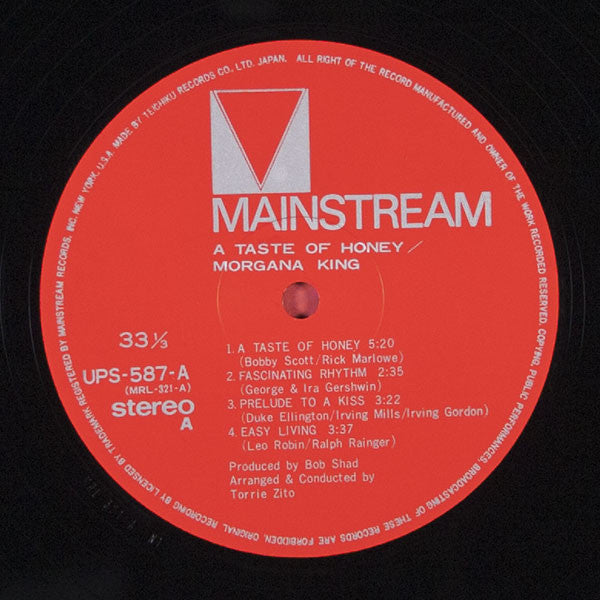 TRADEMARK REGISTERED BY MAINSTREAM RECORDS, INC. NEW YORK, U.S.A. MADE BY TEICHIKU RECORDS CO., LTD. JAPAN. ALL RIGHT OF THE RECORD MANUFACTURED AND OWNER OF THE WORK RECORDED RESERVED. COPYING, PUBLIC PERFORMANCES, BROADCASTING OF THESE RECORDS ARE FORBIDDEN. ORIGINAL RECORDING BY LICENSED BY
MAINSTREAM
A TASTE OF HONEY/
MORGANA KING
33 1/3
UPS-587-A
(MRL-321-A)
stereo
A
1. A TASTE OF HONEY 5:20
(Bobby Scott/Rick Marlowe)
2. FASCINATING RHYTHM 2:35
(George & Ira Gershwin)
3. PRELUDE TO A KISS 3:22
(Duke Ellington/Irving Mills/Irving Gordon)
4. EASY LIVING 3:37
(Leo Robin/Ralph Rainger)
Produced by Bob Shad
Arranged & Conducted by
Torrie Zito